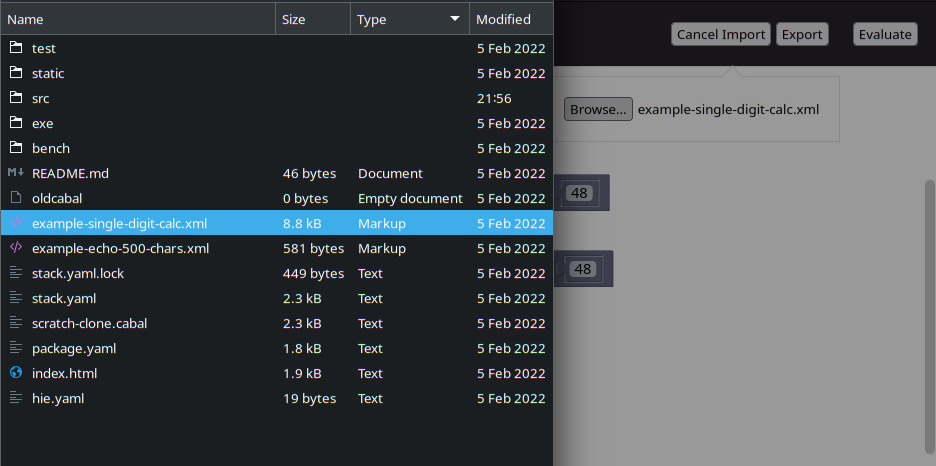 Name Size Type Modified
test 5 Feb 2022
static 5 Feb 2022
src 21:56
exe 5 Feb 2022
bench 5 Feb 2022
README.md 46 bytes Document 5 Feb 2022
oldcabal 0 bytes Empty document 5 Feb 2022
example-single-digit-calc.xml 8.8 kB Markup 5 Feb 2022
example-echo-500-chars.xml 581 bytes Markup 5 Feb 2022
stack.yaml.lock 449 bytes Text 5 Feb 2022
stack.yaml 2.3 kB Text 5 Feb 2022
scratch-clone.cabal 2.3 kB Text 5 Feb 2022
package.yaml 1.8 kB Text 5 Feb 2022
index.html 1.9 kB Text 5 Feb 2022
hie.yaml 19 bytes Text 5 Feb 2022
Cancel Import Export Evaluate
Browse... example-single-digit-calc.xml
48
48